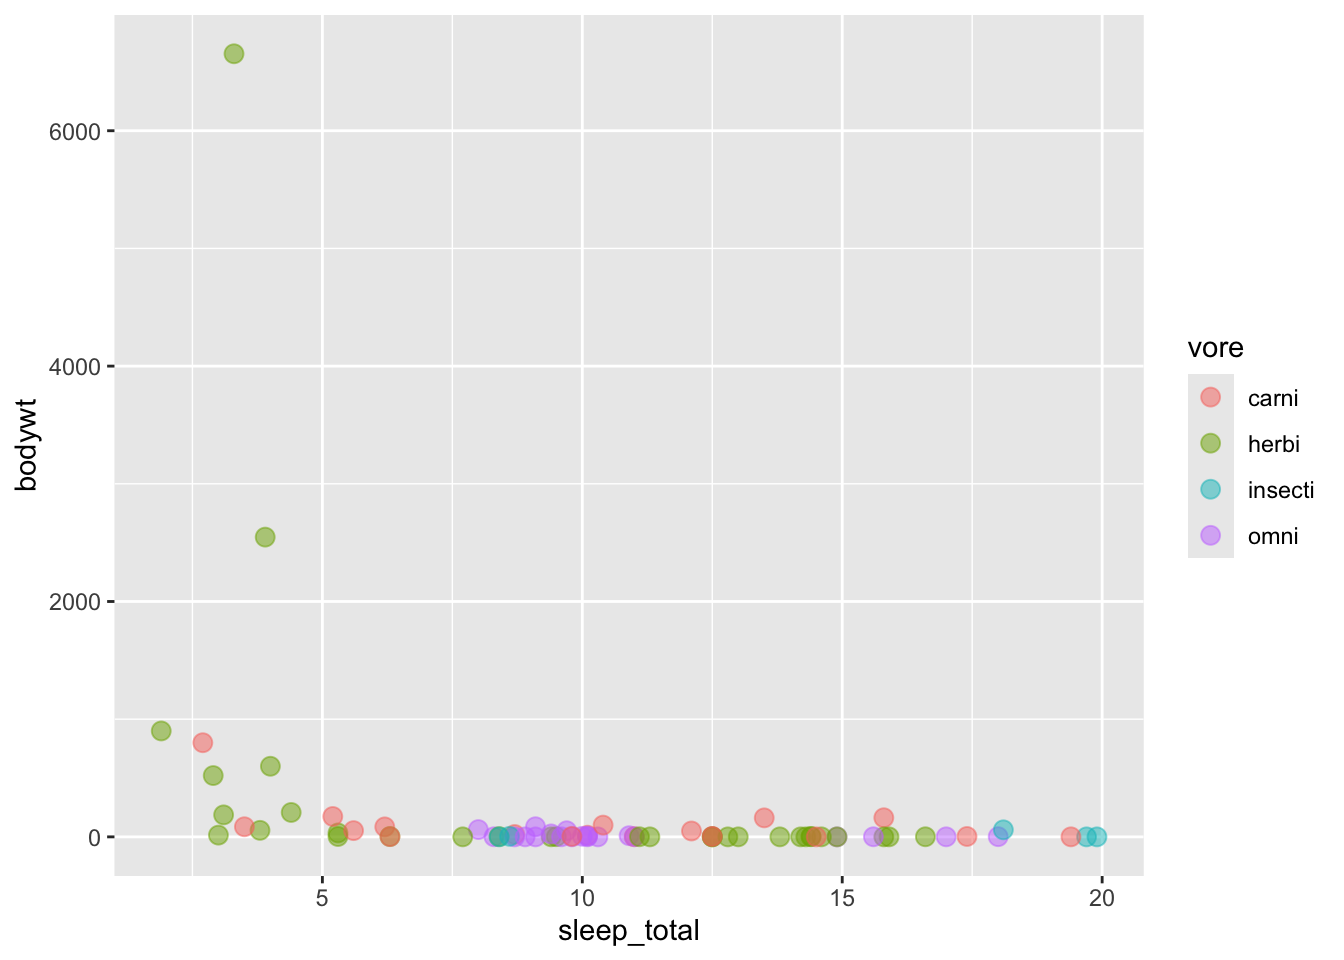 6000
4000
2000
0
bodywt
5
10
15
20
sleep_total
vore
carni
herbi
insecti
omni